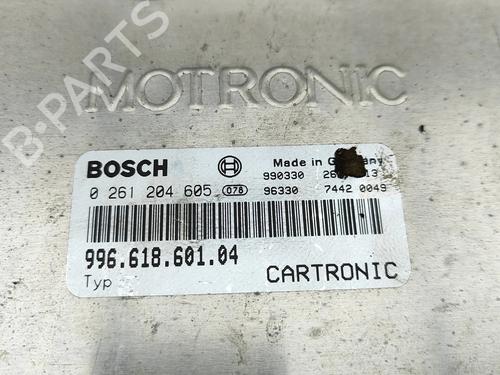 MOTRONIC
B-PARTS
BOSCH
Made in Germany
0 261 204 605 078
990330
96330 7442 0049
996.618.601.04
Typ
CARTRONIC